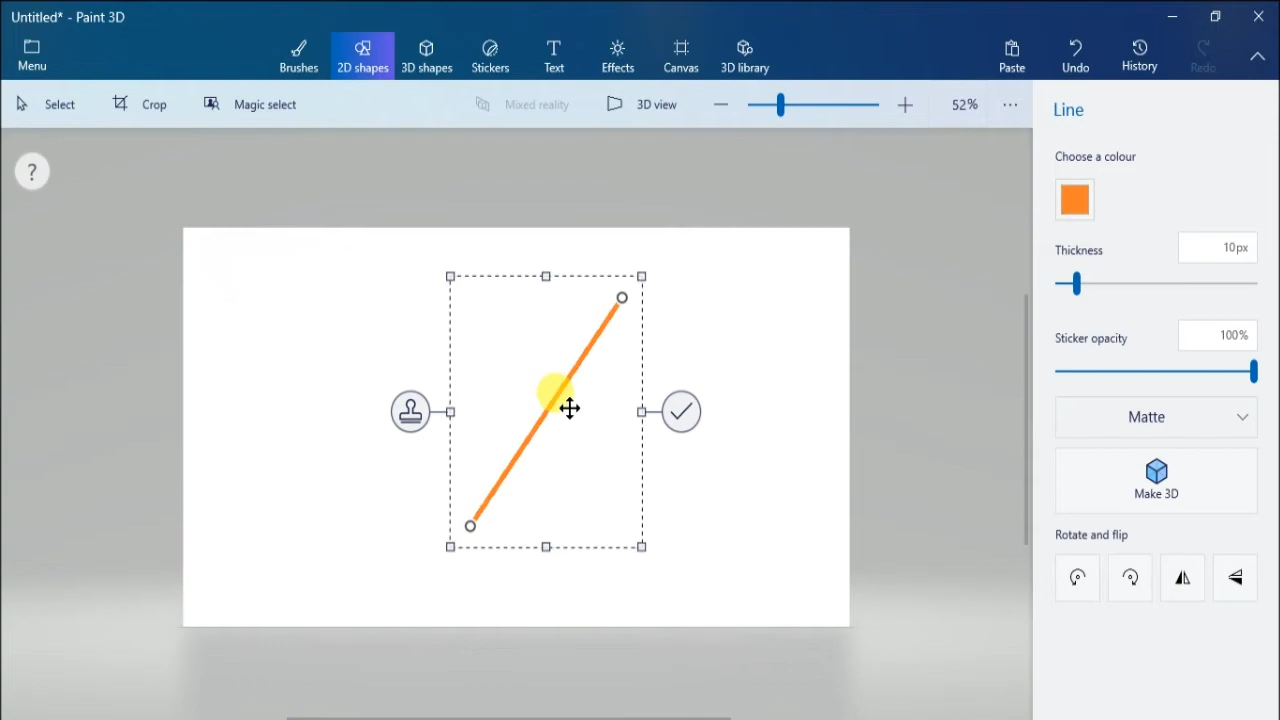 Untitled* - Paint 3D
Menu
Brushes
2D shapes
3D shapes
Stickers
Text
Effects
Canvas
3D library
Paste
Undo
History
Redo
Select
Crop
Magic select
Mixed reality
3D view
52%
Line
?
Choose a colour
Thickness
10px
Sticker opacity
100%
Matte
Make 3D
Rotate and flip